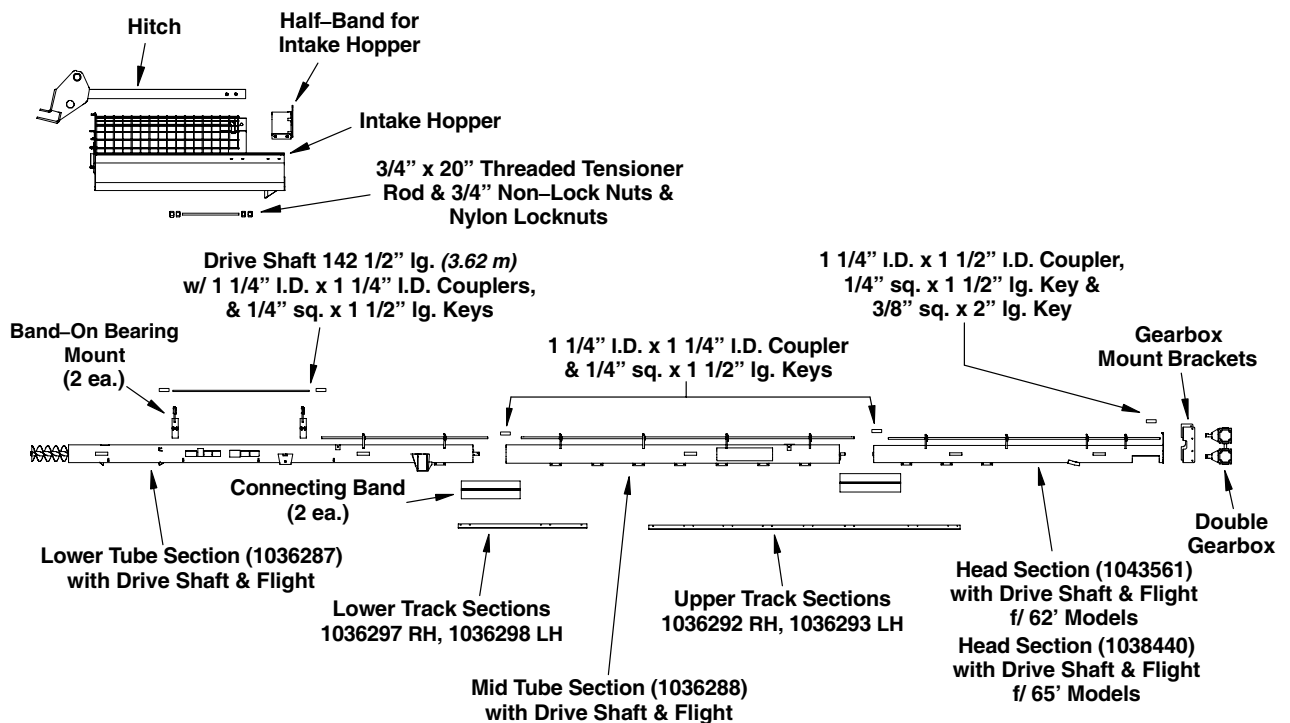 Hitch
Half–Band for
Intake Hopper
Intake Hopper
3/4” x 20” Threaded Tensioner
Rod & 3/4” Non–Lock Nuts &
Nylon Locknuts
Drive Shaft 142 1/2” lg. (3.62 m)
w/ 1 1/4” I.D. x 1 1/4” I.D. Couplers,
& 1/4” sq. x 1 1/2” lg. Keys
1 1/4” I.D. x 1 1/2” I.D. Coupler,
1/4” sq. x 1 1/2” lg. Key &
3/8” sq. x 2” lg. Key
Band–On Bearing
Mount
(2 ea.)
1 1/4” I.D. x 1 1/4” I.D. Coupler
& 1/4” sq. x 1 1/2” lg. Keys
Gearbox
Mount Brackets
Connecting Band
(2 ea.)
Double
Gearbox
Lower Tube Section (1036287)
with Drive Shaft & Flight
Lower Track Sections
1036297 RH, 1036298 LH
Upper Track Sections
1036292 RH, 1036293 LH
Head Section (1043561)
with Drive Shaft & Flight
f/ 62’ Models
Head Section (1038440)
with Drive Shaft & Flight
f/ 65’ Models
Mid Tube Section (1036288)
with Drive Shaft & Flight